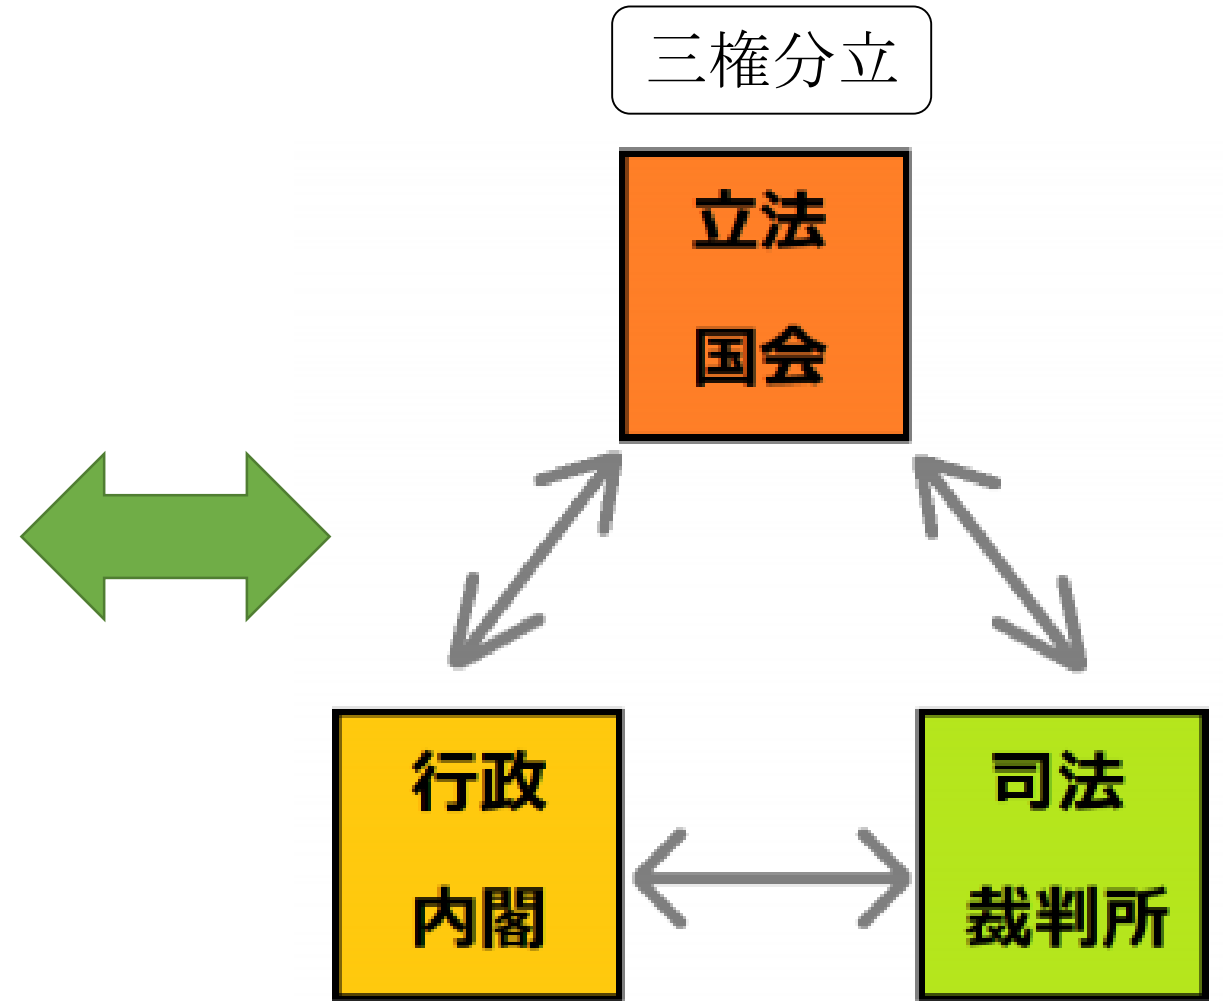 三権分立
立法
国会
行政
内閣
司法
裁判所